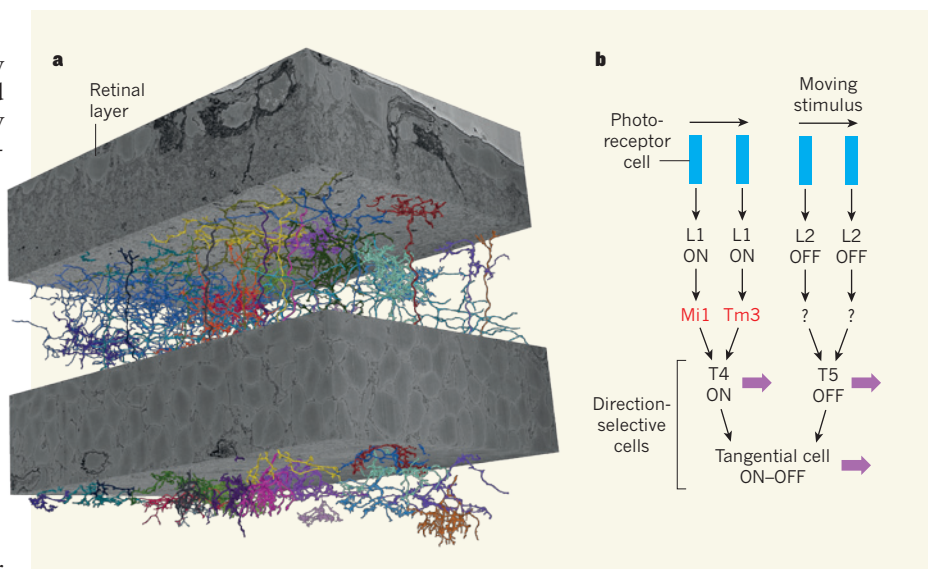 a
Retinal
layer
b
Moving
stimulus
Photo-
receptor
cell
L1
ON
L1
ON
L2
OFF
L2
OFF
Mi1
Tm3
?
?
T4
ON
T5
OFF
Direction-
selective
cells
Tangential cell
ON–OFF